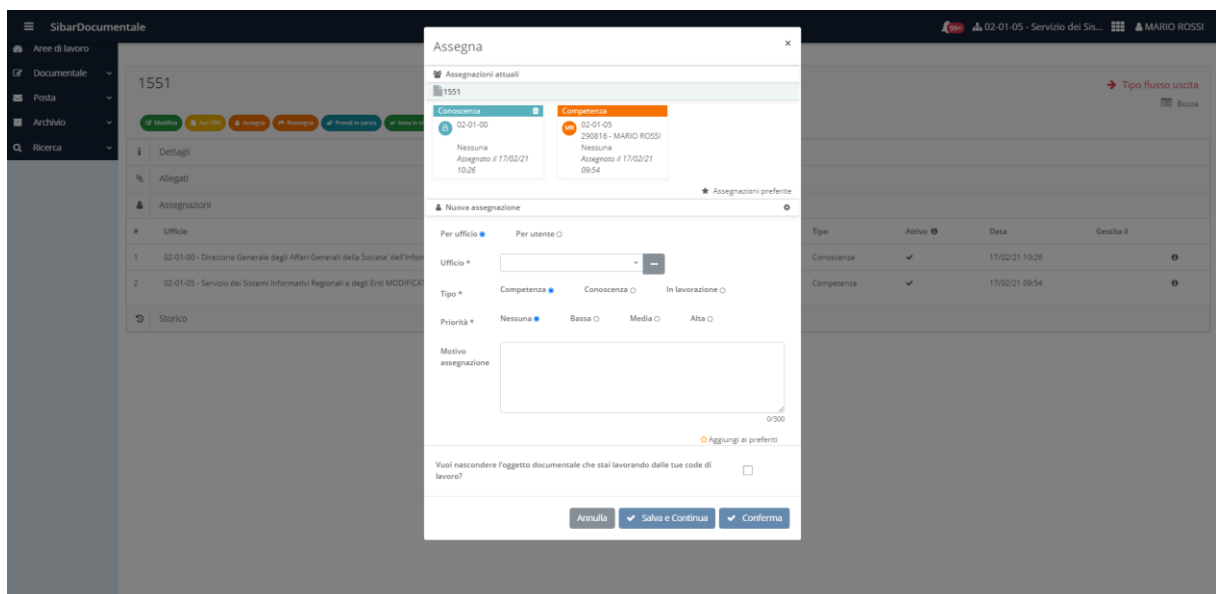 SibarDocumentale
99+ 02-01-05 - Servizio dei Sis... MARIO ROSSI
Aree di lavoro
Documentale
Posta
Archivio
Ricerca
1551
Tipo flusso uscita
Bozza
Modifica Assegna Riassegna Prendi in carico
Dettagli
Allegati
Assegnazioni
# Ufficio Tipo Attivo Data Gestita il
1 02-01-00 - Direzione Generale degli Affari Generali della Societa' dell'Infor Conoscenza 17/02/21 10:26
2 02-01-05 - Servizio dei Sistemi Informativi Regionali e degli Enti MODIFICAT Competenza 17/02/21 09:54
Storico
Assegna ×
Assegnazioni attuali
1551
Conoscenza
02-01-00
Nessuna
Assegnato il 17/02/21
10:26
Competenza
MR 02-01-05
290816 - MARIO ROSSI
Nessuna
Assegnato il 17/02/21
09:54
Assegnazioni preferite
Nuova assegnazione
Per ufficio Per utente
Ufficio *
Tipo * Competenza Conoscenza In lavorazione
Priorità * Nessuna Bassa Media Alta
Motivo
assegnazione
0/300
Aggiungi ai preferiti
Vuoi nascondere l'oggetto documentale che stai lavorando dalle tue code di
lavoro?
Annulla Salva e Continua Conferma